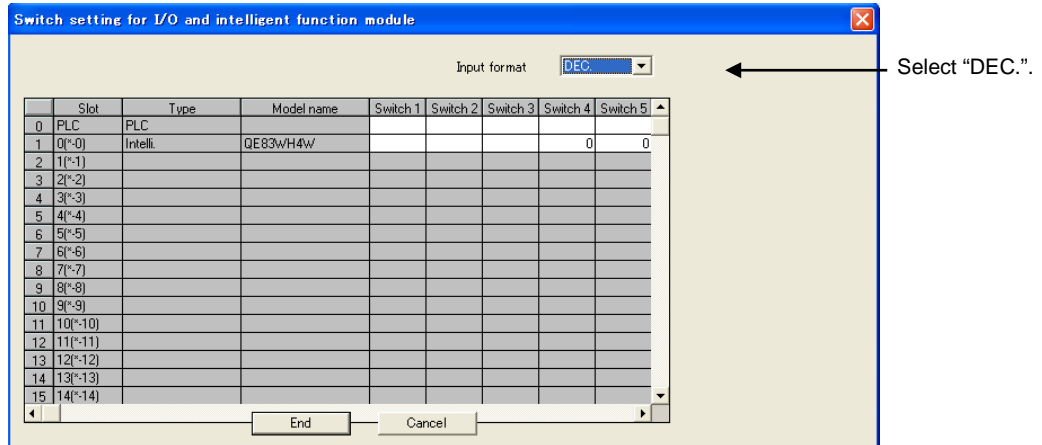 Switch setting for I/O and intelligent function module
Input format DEC.
Select “DEC.”.
Slot Type Model name Switch 1 Switch 2 Switch 3 Switch 4 Switch 5
0 PLC PLC
1 0(*-0) Intelli. QE83WH4W 0 0
2 1(*-1)
3 2(*-2)
4 3(*-3)
5 4(*-4)
6 5(*-5)
7 6(*-6)
8 7(*-7)
9 8(*-8)
10 9(*-9)
11 10(*-10)
12 11(*-11)
13 12(*-12)
14 13(*-13)
15 14(*-14)
End Cancel